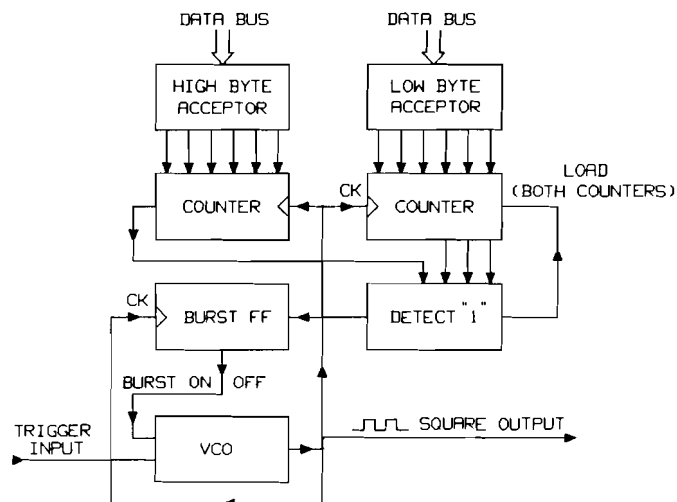 DATA BUS
DATA BUS
HIGH BYTE
ACCEPTOR
LOW BYTE
ACCEPTOR
LOAD
(BOTH COUNTERS)
COUNTER
CK
COUNTER
CK
BURST FF
DETECT "1"
BURST ON OFF
TRIGGER
INPUT
VCO
SQUARE OUTPUT